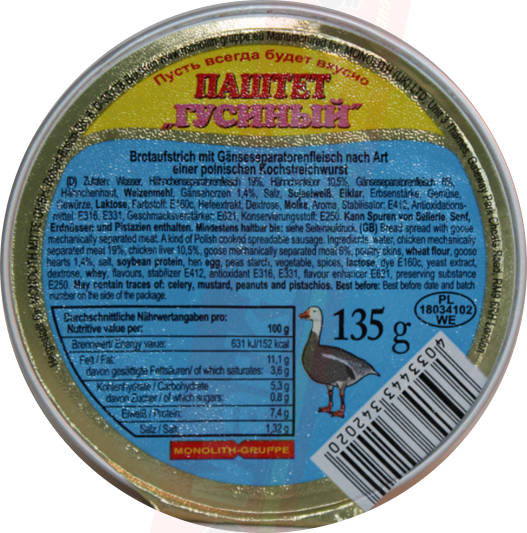 Пусть всегда будет вкусно
ПАШТЕТ
„ГУСИНЫЙ"
Brotaufstrich mit Gänseseparatorenfleisch nach Art
einer polnischen Kochstreichwurst
(D) Zutaten: Wasser, Hähnchenseparatorenfleisch 19%, Hähnchenleber 10,5%, Gänseseparatorenfleisch 6%,
Hähnchenhaut, Weizenmehl, Gänseherzen 1,4%, Salz, Sojaeiweiß, Eiklar, Erbsenstärke, Gemüse,
Gewürze, Laktose, Farbstoff: E160c, Hefeextrakt, Dextrose, Molke, Aroma, Stabilisator: E412, Antioxidations-
mittel: E316, E331, Geschmacksverstärker: E621, Konservierungsstoff: E250. Kann Spuren von Sellerie, Senf,
Erdnüssen und Pistazien enthalten. Mindestens haltbar bis: siehe Seitenaufdruck. (GB) Bread spread with goose
mechanically separated meat. A kind of Polish cooked spreadable sausage. Ingredients: water, chicken mechanically
separated meat 19%, chicken liver 10,5%, goose mechanically separated meat 6%, poultry skins, wheat flour, goose
hearts 1,4%, salt, soybean protein, hen egg, peas starch, vegetable, spices, lactose, dye E160c, yeast extract,
dextrose, whey, flavours, stabilizer E412, antioxidant E316, E331, flavour enhancer E621, preserving substance
E250. May contain traces of: celery, mustard, peanuts and pistachios. Best before: Best before date and batch
number on the side of the package.
Durchschnittliche Nährwertangaben pro:
Nutritive value per: 100 g
Brennwert/ Energy value: 631 kJ/152 kcal
Fett / Fat: 11,1 g
davon gesättigte Fettsäuren/ of which saturates: 3,6 g
Kohlenhydrate / Carbohydrate 5,3 g
davon Zucker / of which sugars: 0,8 g
Eiweiß / Protein: 7,4 g
Salz / Salt: 1,32 g
MONOLITH-GRUPPE
135 g
PL
18034102
WE
4033443342020